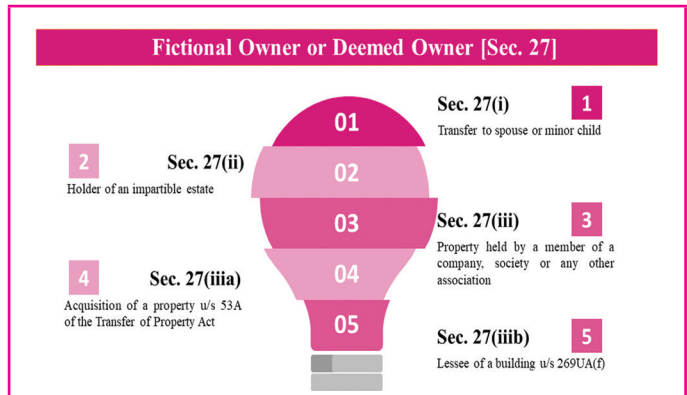 Fictional Owner or Deemed Owner [Sec. 27]
01
Sec. 27(i)
1
Transfer to spouse or minor child
2
Sec. 27(ii)
Holder of an impartible estate
02
03
Sec. 27(iii)
3
Property held by a member of a
company, society or any other
association
4
Sec. 27(iiia)
Acquisition of a property u/s 53A
of the Transfer of Property Act
04
05
Sec. 27(iiib)
5
Lessee of a building u/s 269UA(f)